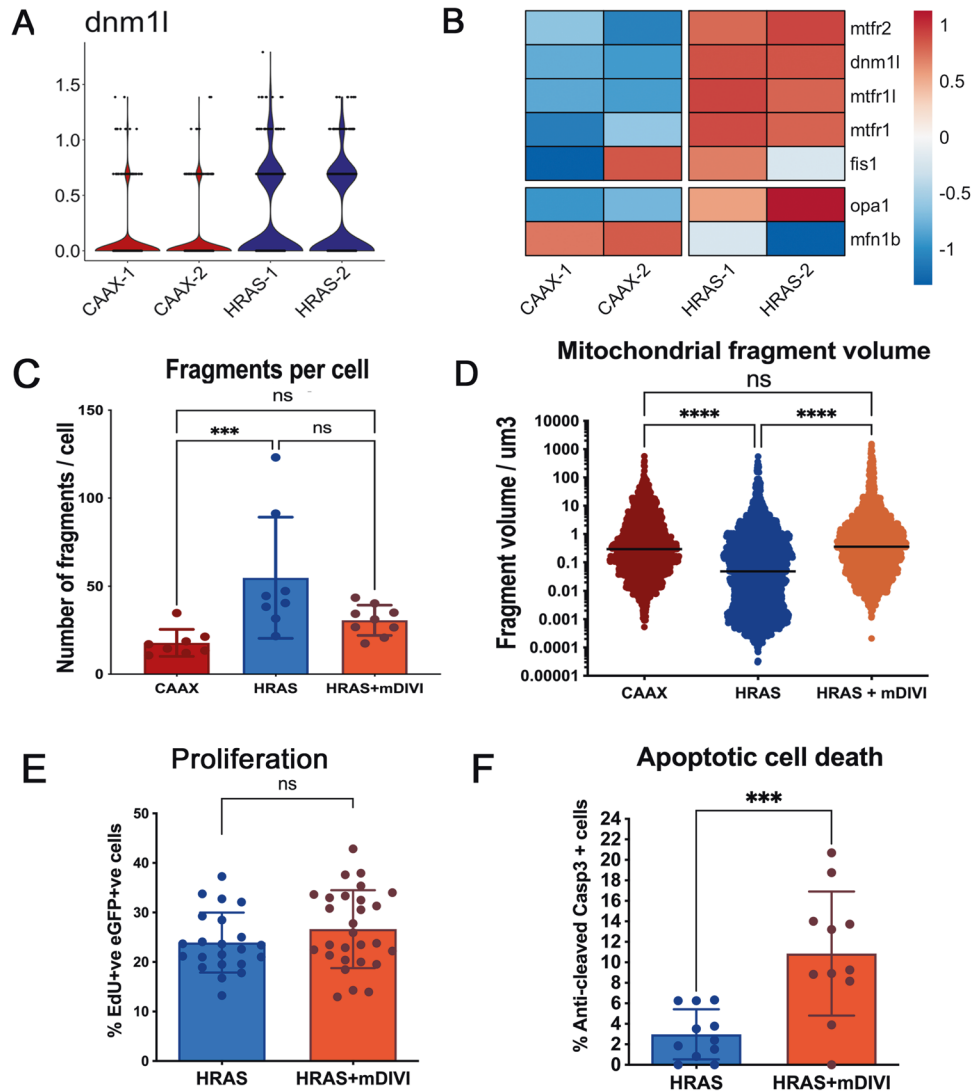 A
dnm1l
1.5
1.0
0.5
0.0
CAAX-1
CAAX-2
HRAS-1
HRAS-2
B
mtfr2
dnm1l
mtfr1l
mtfr1
fis1
opa1
mfn1b
CAAX-1
CAAX-2
HRAS-1
HRAS-2
1
0.5
0
-0.5
-1
C
Fragments per cell
ns
*** ns
Number of fragments / cell
150
100
50
0
CAAX HRAS HRAS+mDIVI
D
Mitochondrial fragment volume
ns
**** ****
Fragment volume / um3
1000
100
10
1
0.1
0.01
0.001
0.0001
0.00001
CAAX HRAS HRAS + mDIVI
E
Proliferation
ns
% EdU+ve eGFP+ve cells
50
40
30
20
10
0
HRAS HRAS+mDIVI
F
Apoptotic cell death
***
% Anti-cleaved Casp3 + cells
24
22
20
18
16
14
12
10
8
6
4
2
0
HRAS HRAS+mDIVI